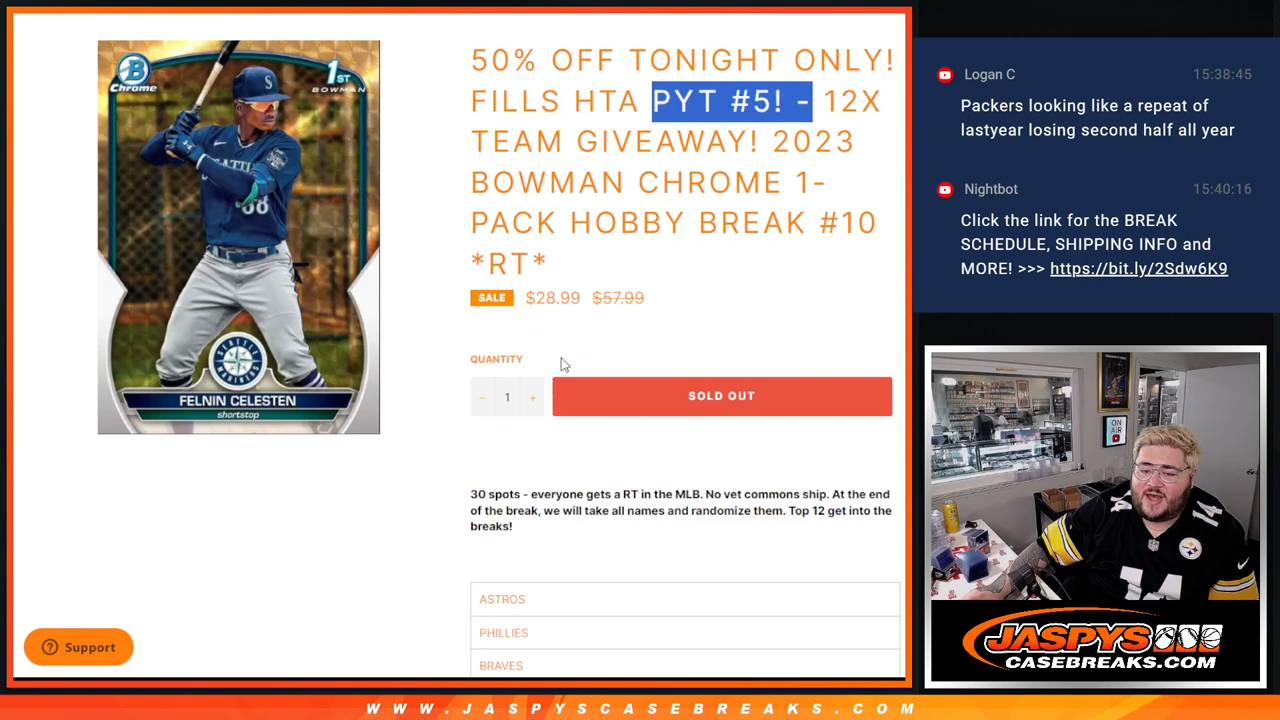 Chrome
1ST
BOWMAN
FELNIN CELESTEN
shortstop
50% OFF TONIGHT ONLY!
FILLS HTA PYT #5! - 12X
TEAM GIVEAWAY! 2023
BOWMAN CHROME 1-
PACK HOBBY BREAK #10
*RT*
SALE $28.99 $57.99
QUANTITY
− 1 +
SOLD OUT
30 spots - everyone gets a RT in the MLB. No vet commons ship. At the end
of the break, we will take all names and randomize them. Top 12 get into the
breaks!
ASTROS
PHILLIES
BRAVES
Support
Logan C 15:38:45
Packers looking like a repeat of
lastyear losing second half all year
Nightbot 15:40:16
Click the link for the BREAK
SCHEDULE, SHIPPING INFO and
MORE! >>> https://bit.ly/2Sdw6K9
ON
AIR
14
JASPYS
CASEBREAKS.COM
WWW.JASPYSCASEBREAKS.COM